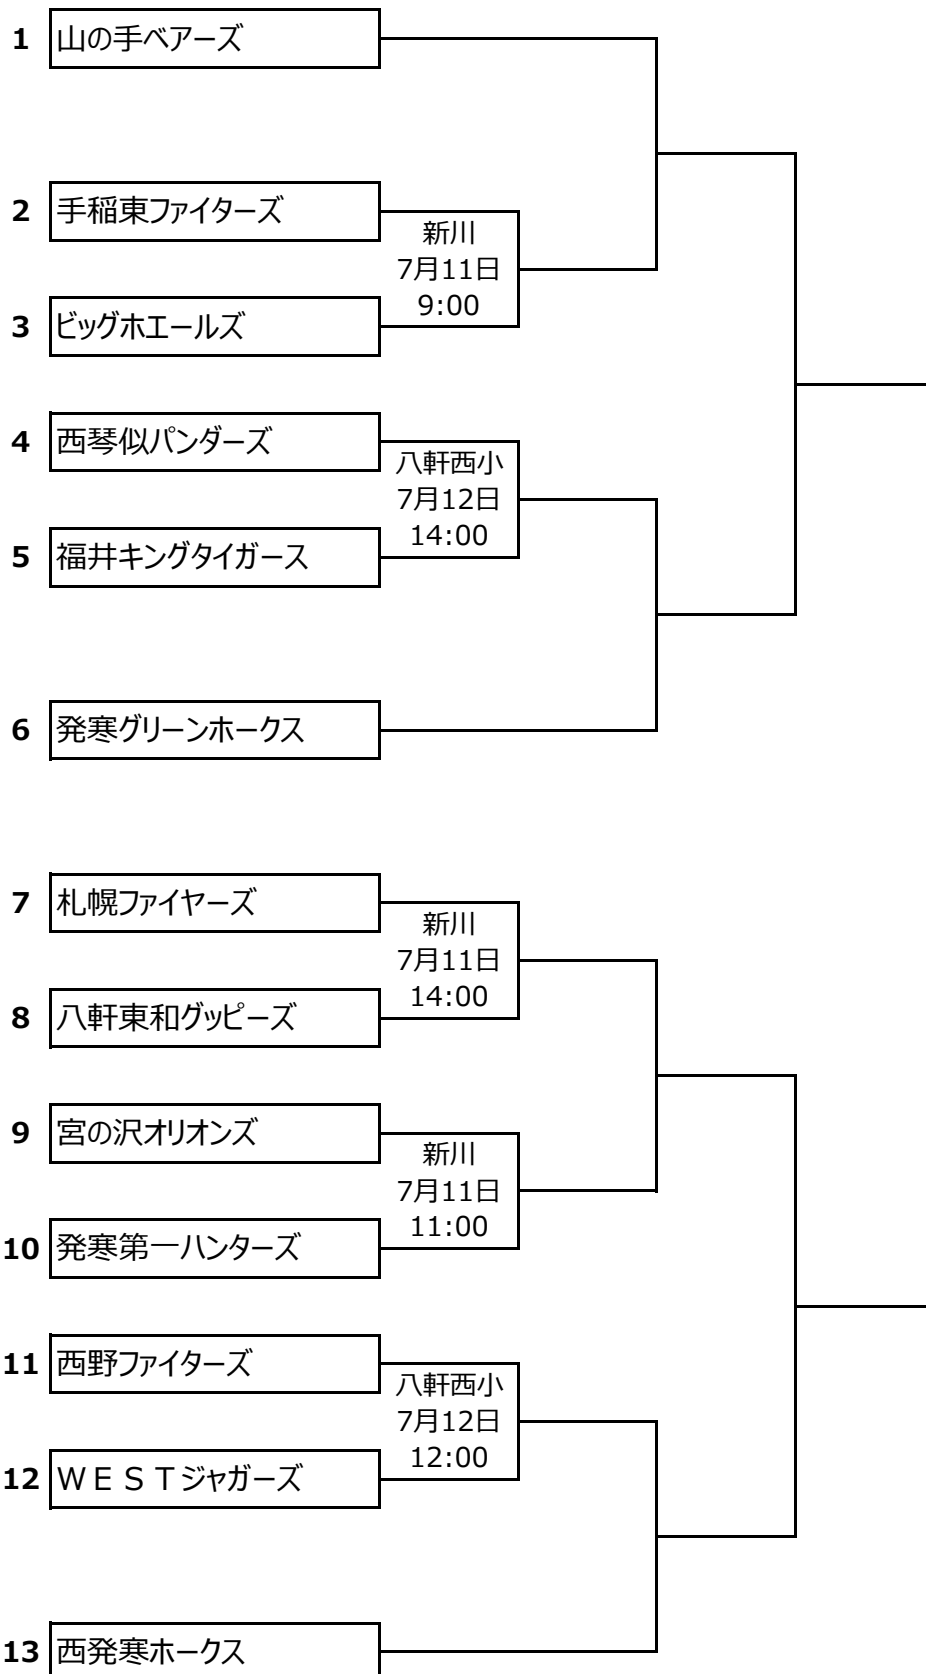 1 山の手ベアーズ
2 手稲東ファイターズ
新川
7月11日
9:00
3 ビッグホエールズ
4 西琴似パンダーズ
八軒西小
7月12日
14:00
5 福井キングタイガース
6 発寒グリーンホークス
7 札幌ファイヤーズ
新川
7月11日
14:00
8 八軒東和グッピーズ
9 宮の沢オリオンズ
新川
7月11日
11:00
10 発寒第一ハンターズ
11 西野ファイターズ
八軒西小
7月12日
12:00
12 ＷＥＳＴジャガーズ
13 西発寒ホークス